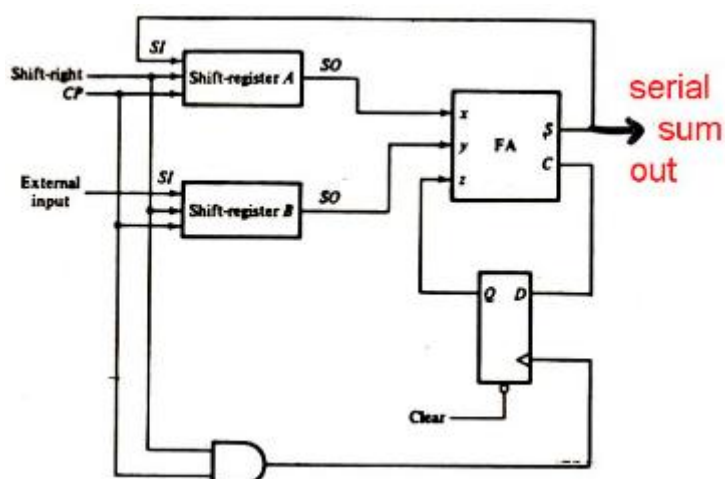 SI
Shift-right
CP
Shift-register A
SO
x
y
z
FA
S
C
serial
sum
out
External
input
SI
Shift-register B
SO
Q
D
Clear